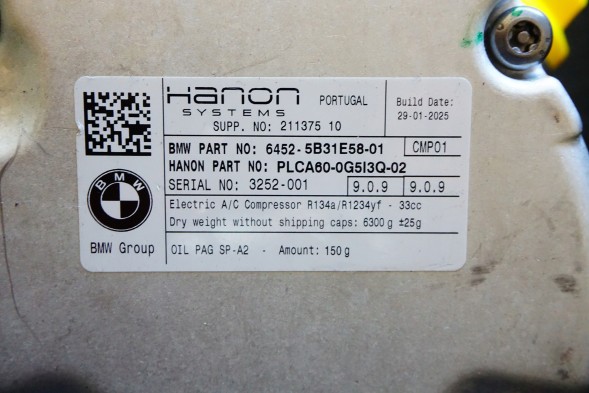 Hanon
SYSTEMS
PORTUGAL
SUPP. NO: 211375 10
Build Date:
29-01-2025
BMW PART NO: 6452-5B31E58-01
CMP01
HANON PART NO: PLCA60-0G5I3Q-02
SERIAL NO: 3252-001
9.0.9
9.0.9
Electric A/C Compressor R134a/R1234yf - 33cc
Dry weight without shipping caps: 6300g ±25g
BMW
BMW Group
OIL PAG SP-A2 - Amount: 150g